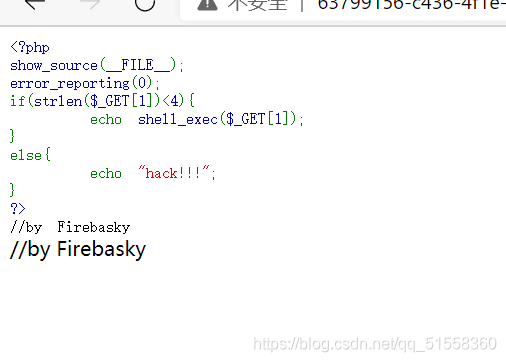 不安全 | 63799156-c436-4f1e-
<?php
show_source(__FILE__);
error_reporting(0);
if(strlen($_GET[1])<4){
echo shell_exec($_GET[1]);
}
else{
echo "hack!!!";
}
?>
//by Firebasky
//by Firebasky
https://blog.csdn.net/qq_51558360